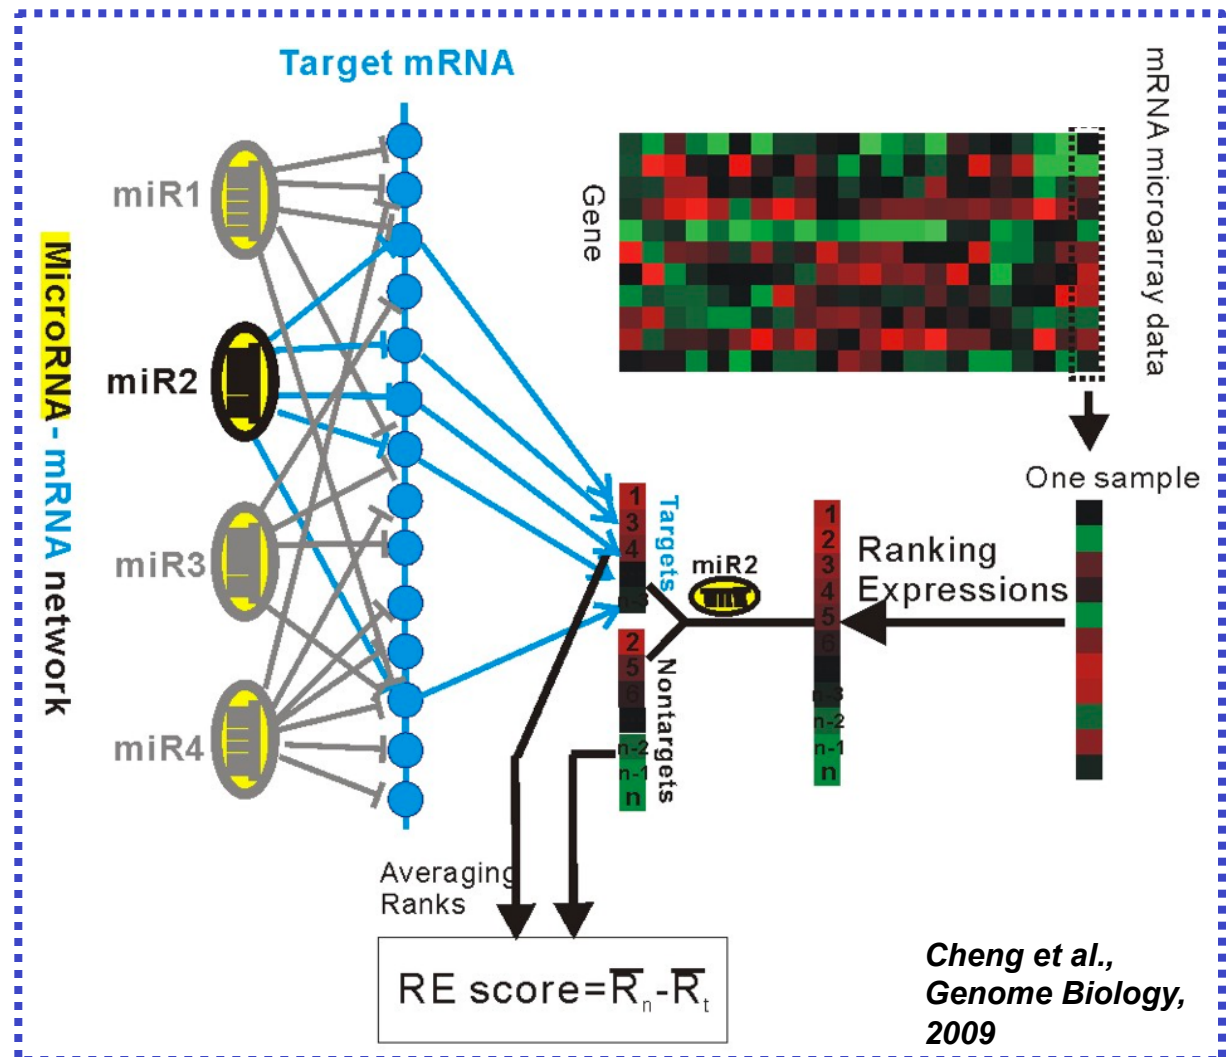 Target mRNA
mRNA microarray data
Gene
MicroRNA-mRNA network
miR1
miR2
miR3
miR4
One sample
Ranking
Expressions
miR2
Targets
1
3
4
n-3
Nontargets
2
5
6
n-2
n-1
n
1
2
3
4
5
6
n-3
n-2
n-1
n
Averaging
Ranks
RE score=R̅n-R̅t
Cheng et al.,
Genome Biology,
2009